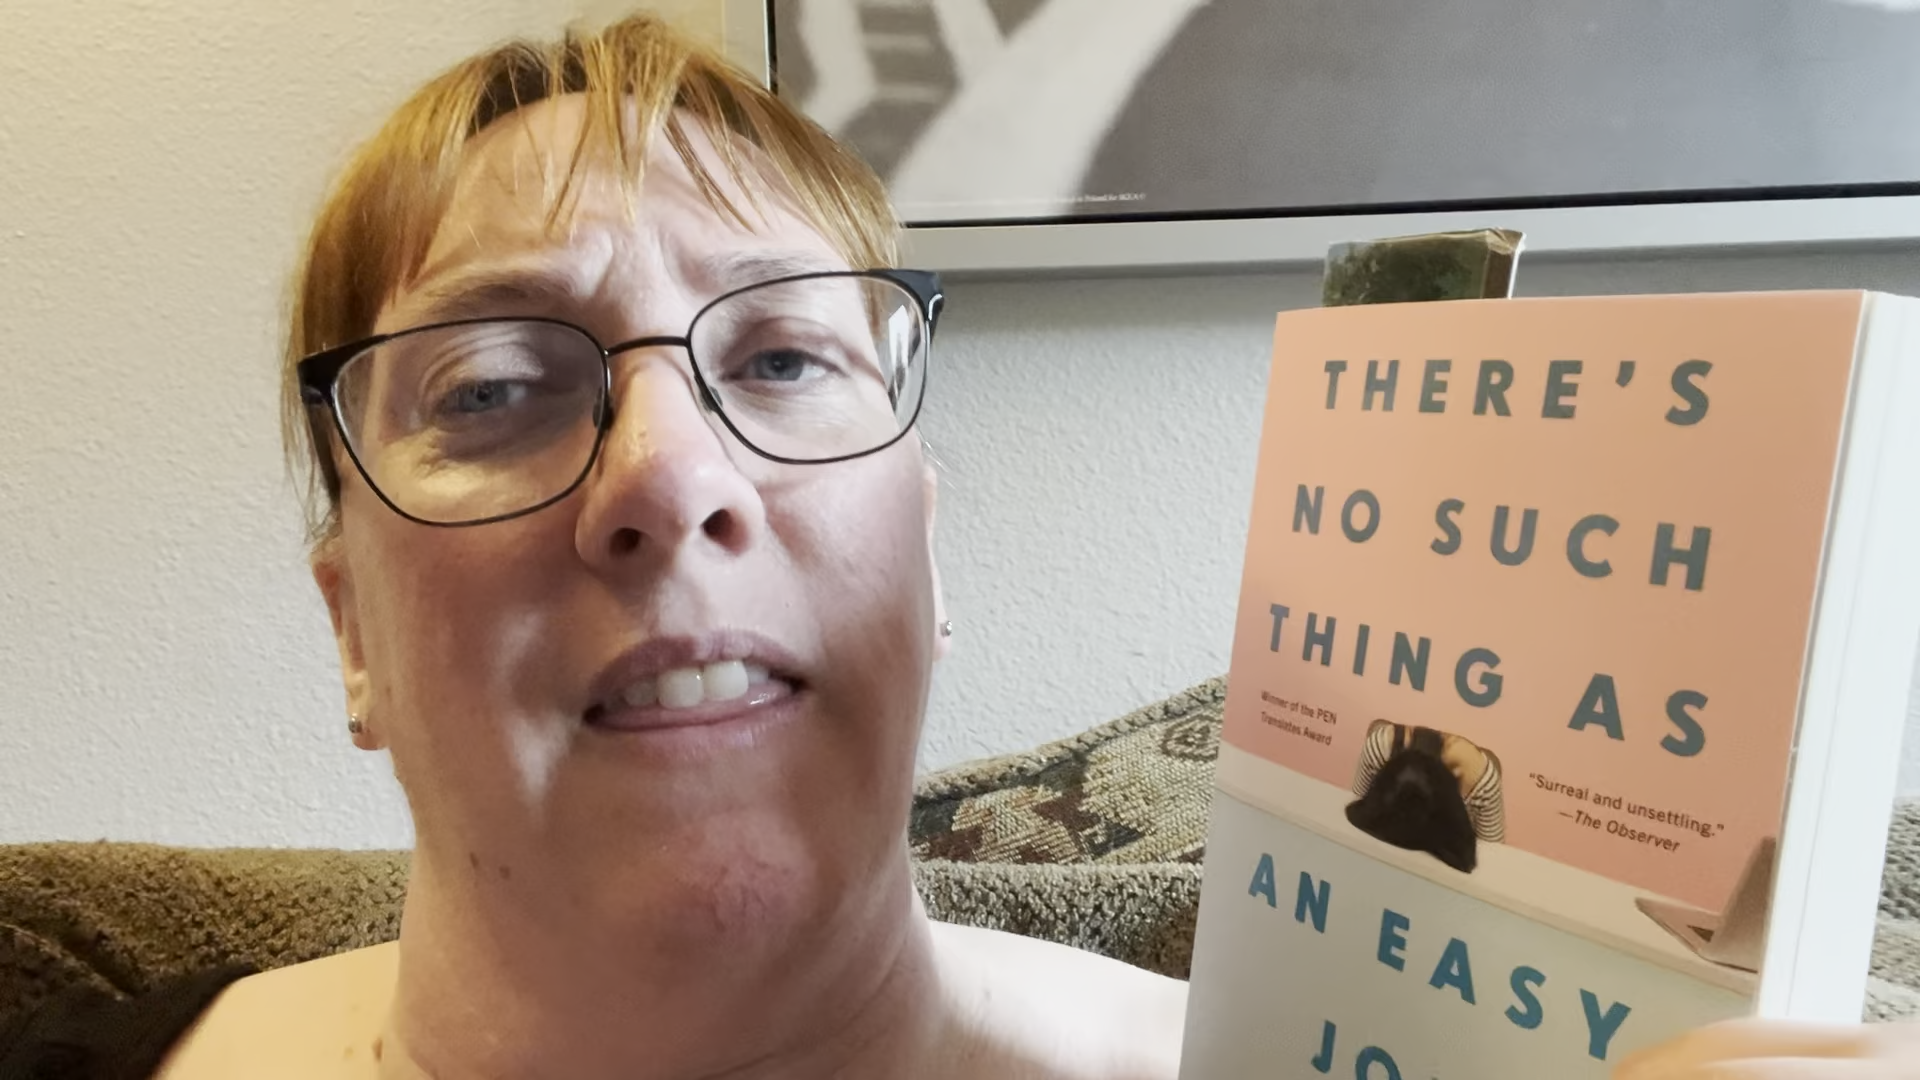 THERE'S
NO SUCH
THING AS
Winner of the PEN
Translates Award
"Surreal and unsettling."
—The Observer
AN EASY